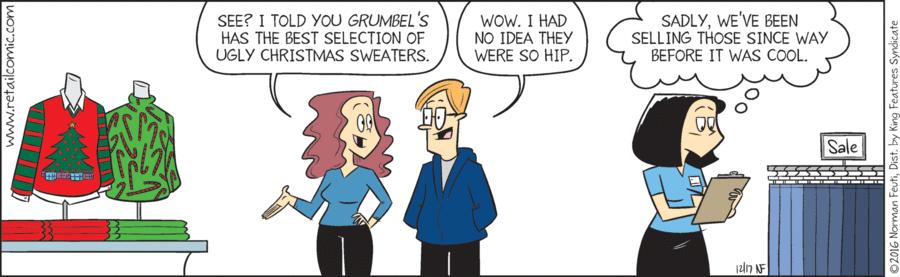 www.retailcomic.com
SEE? I TOLD YOU GRUMBEL'S
HAS THE BEST SELECTION OF
UGLY CHRISTMAS SWEATERS.
WOW. I HAD
NO IDEA THEY
WERE SO HIP.
SADLY, WE'VE BEEN
SELLING THOSE SINCE WAY
BEFORE IT WAS COOL.
Sale
12/17 NF
©2016 Norman Feuti, Dist. by King Features Syndicate